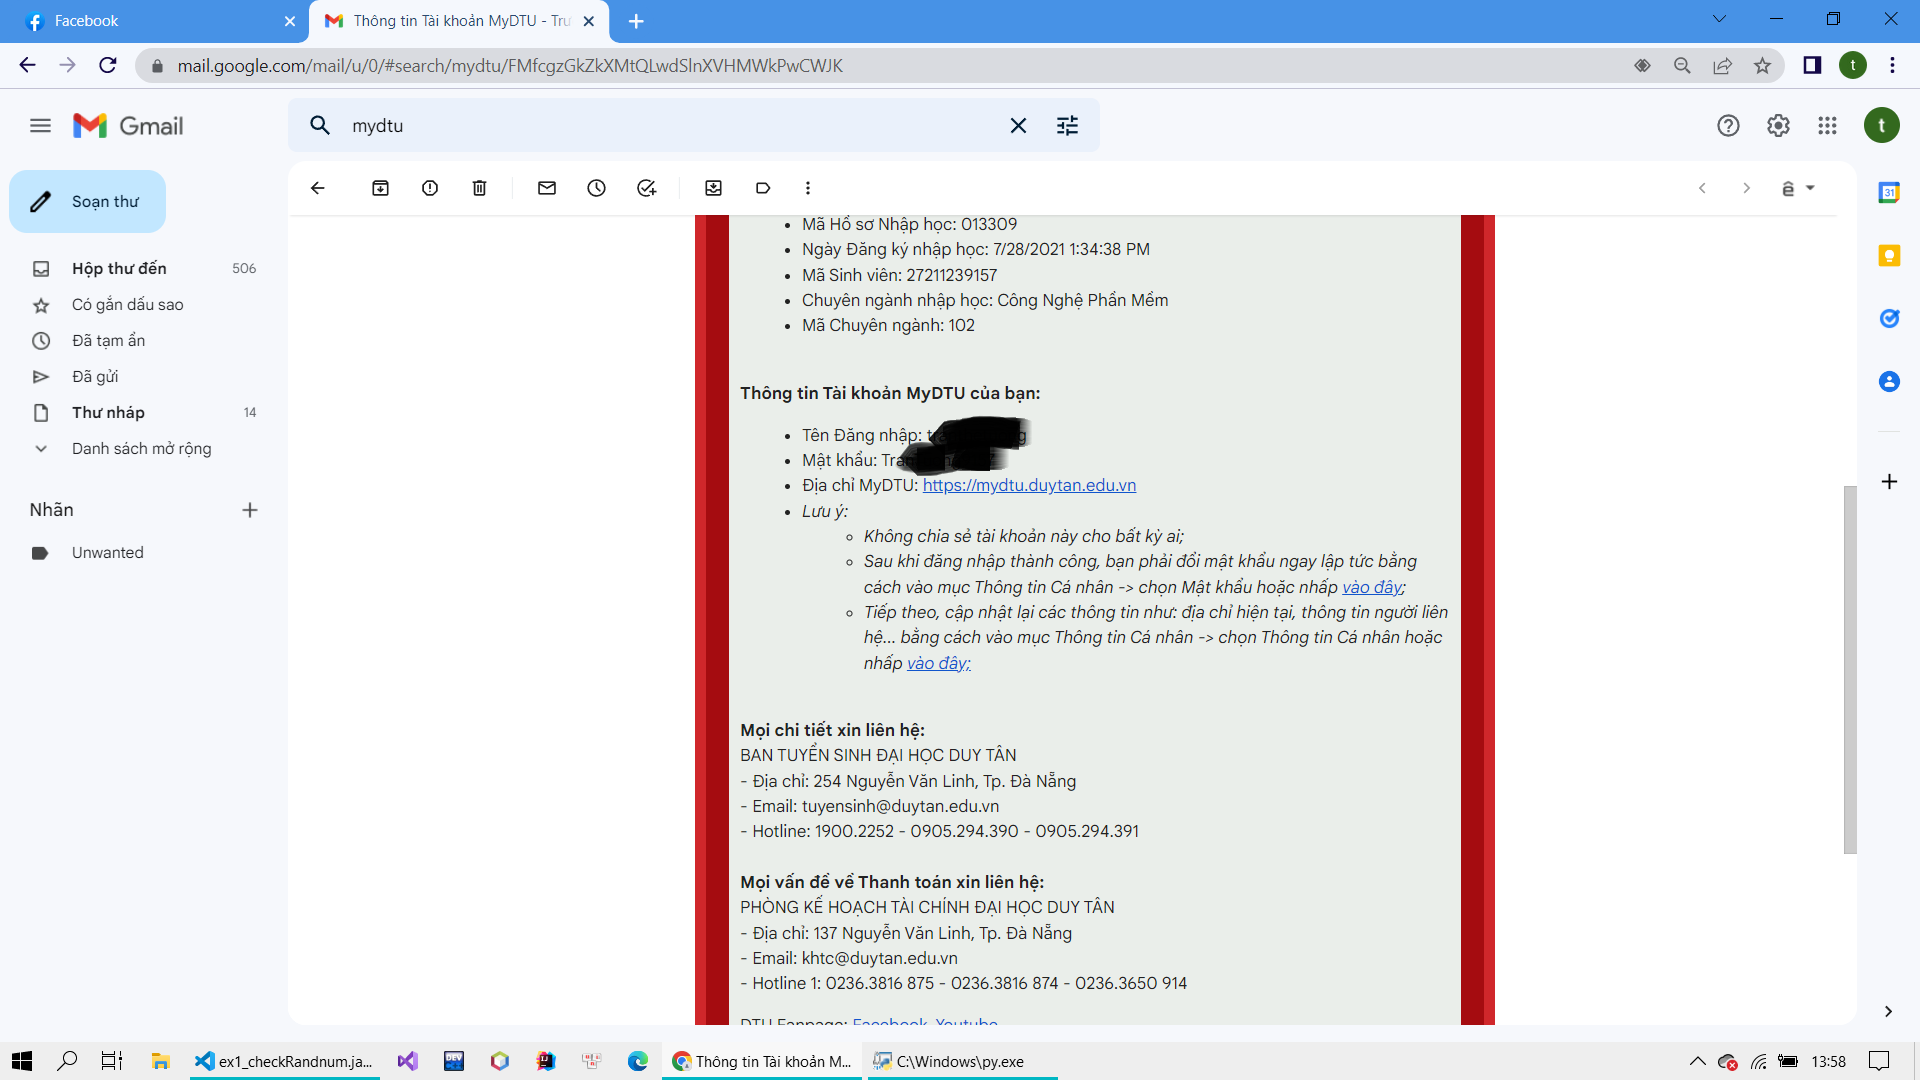 Facebook
Thông tin Tài khoản MyDTU - Trư
mail.google.com/mail/u/0/#search/mydtu/FMfcgzGkZkXMtQLwdSlnXVHMWkPwCWJK
t
Gmail
mydtu
t
Soạn thư
Hộp thư đến 506
Có gắn dấu sao
Đã tạm ẩn
Đã gửi
Thư nháp 14
Danh sách mở rộng
Nhãn
Unwanted
31
Mã Hồ sơ Nhập học: 013309
Ngày Đăng ký nhập học: 7/28/2021 1:34:38 PM
Mã Sinh viên: 27211239157
Chuyên ngành nhập học: Công Nghệ Phần Mềm
Mã Chuyên ngành: 102
Thông tin Tài khoản MyDTU của bạn:
Tên Đăng nhập:
Mật khẩu:
Địa chỉ MyDTU: https://mydtu.duytan.edu.vn
Lưu ý:
Không chia sẻ tài khoản này cho bất kỳ ai;
Sau khi đăng nhập thành công, bạn phải đổi mật khẩu ngay lập tức bằng
cách vào mục Thông tin Cá nhân -> chọn Mật khẩu hoặc nhấp vào đây;
Tiếp theo, cập nhật lại các thông tin như: địa chỉ hiện tại, thông tin người liên
hệ... bằng cách vào mục Thông tin Cá nhân -> chọn Thông tin Cá nhân hoặc
nhấp vào đây;
Mọi chi tiết xin liên hệ:
BAN TUYỂN SINH ĐẠI HỌC DUY TÂN
- Địa chỉ: 254 Nguyễn Văn Linh, Tp. Đà Nẵng
- Email: tuyensinh@duytan.edu.vn
- Hotline: 1900.2252 - 0905.294.390 - 0905.294.391
Mọi vấn đề về Thanh toán xin liên hệ:
PHÒNG KẾ HOẠCH TÀI CHÍNH ĐẠI HỌC DUY TÂN
- Địa chỉ: 137 Nguyễn Văn Linh, Tp. Đà Nẵng
- Email: khtc@duytan.edu.vn
- Hotline 1: 0236.3816 875 - 0236.3816 874 - 0236.3650 914
DTU Fanpage: Facebook, Youtube
ex1_checkRandnum.ja...
Thông tin Tài khoản M...
C:\Windows\py.exe
13:58